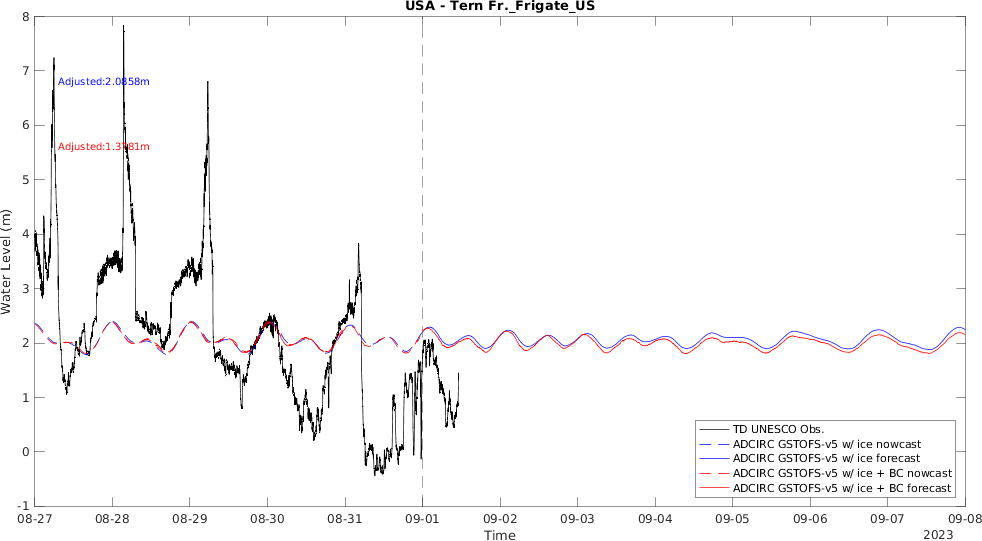 USA - Tern Fr._Frigate_US
8
7
6
5
4
3
2
1
0
-1
Water Level (m)
Adjusted:2.0858m
Adjusted:1.3781m
TD UNESCO Obs.
ADCIRC GSTOFS-v5 w/ ice nowcast
ADCIRC GSTOFS-v5 w/ ice forecast
ADCIRC GSTOFS-v5 w/ ice + BC nowcast
ADCIRC GSTOFS-v5 w/ ice + BC forecast
08-27 08-28 08-29 08-30 08-31 09-01 09-02 09-03 09-04 09-05 09-06 09-07 09-08
Time
2023